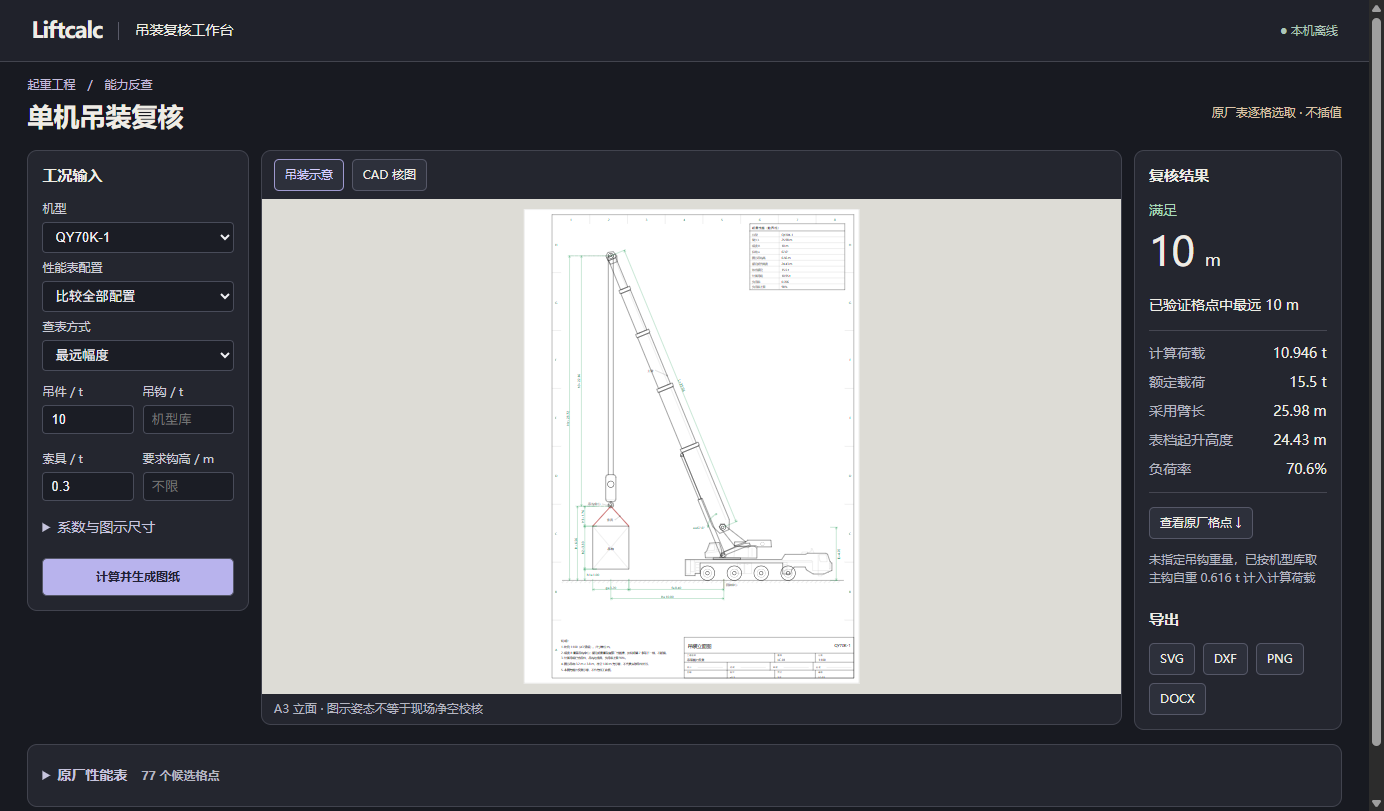 Liftcalc
吊装复核工作台
本机离线
起重工程 / 能力反查
单机吊装复核
原厂表逐格选取 · 不插值
工况输入
机型
QY70K-1
性能表配置
比较全部配置
查表方式
最远幅度
吊件 / t
吊钩 / t
10
机型库
索具 / t
要求钩高 / m
0.3
不限
系数与图示尺寸
计算并生成图纸
吊装示意
CAD 核图
吊装立面图
QY70K-1
A3 立面 · 图示姿态不等于现场净空校核
复核结果
满足
10 m
已验证格点中最远 10 m
计算荷载 10.946 t
额定载荷 15.5 t
采用臂长 25.98 m
表档起升高度 24.43 m
负荷率 70.6%
查看原厂格点↓
未指定吊钩重量，已按机型库取
主钩自重 0.616 t 计入计算荷载
导出
SVG
DXF
PNG
DOCX
原厂性能表 77 个候选格点